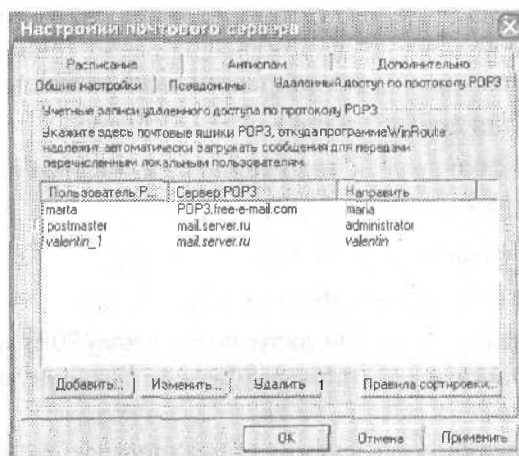 Настройки почтового сервера
Расписание Антиспам Дополнительно
Общие настройки Псевдонимы Удаленный доступ по протоколу POP3
Учетные записи удаленного доступа по протоколу POP3
Укажите здесь почтовые ящики POP3, откуда программе WinRoute
надлежит автоматически загружать сообщения для передачи
перечисленным локальным пользователям.
Пользователь P... Сервер POP3 Направить
marta POP3.free-e-mail.com maria
postmaster mail.server.ru administrator
valentin_1 mail.server.ru valentin
Добавить... Изменить... Удалить 1 Правила сортировки...
OK Отмена Применить